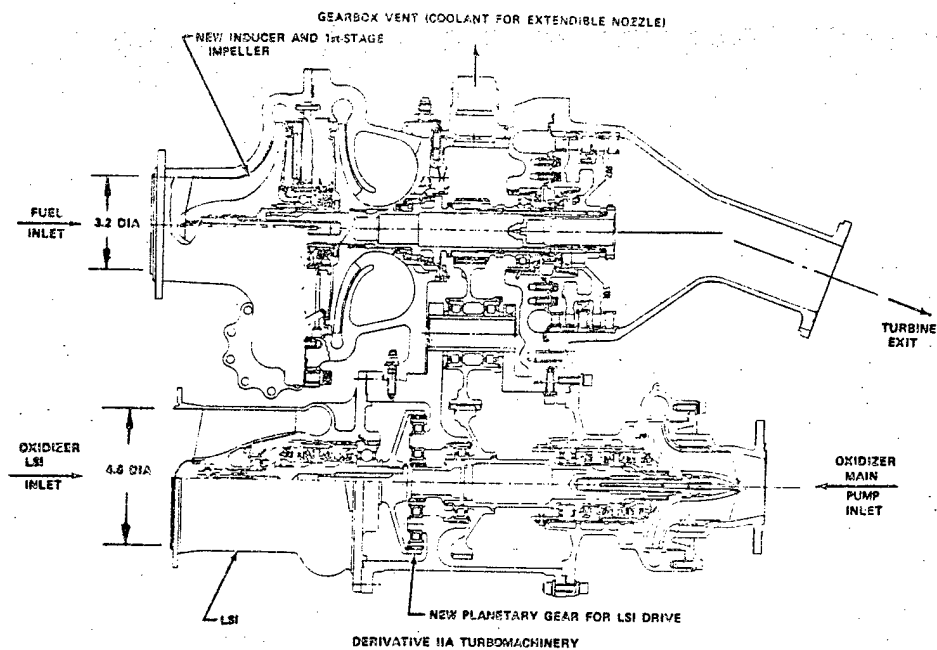 GEARBOX VENT (COOLANT FOR EXTENDIBLE NOZZLE)
NEW INDUCER AND 1st-STAGE
IMPELLER
FUEL
INLET
3.2 DIA
TURBINE
EXIT
OXIDIZER
LSI
INLET
4.6 DIA
OXIDIZER
MAIN
PUMP
INLET
LSI
NEW PLANETARY GEAR FOR LSI DRIVE
DERIVATIVE IIA TURBOMACHINERY